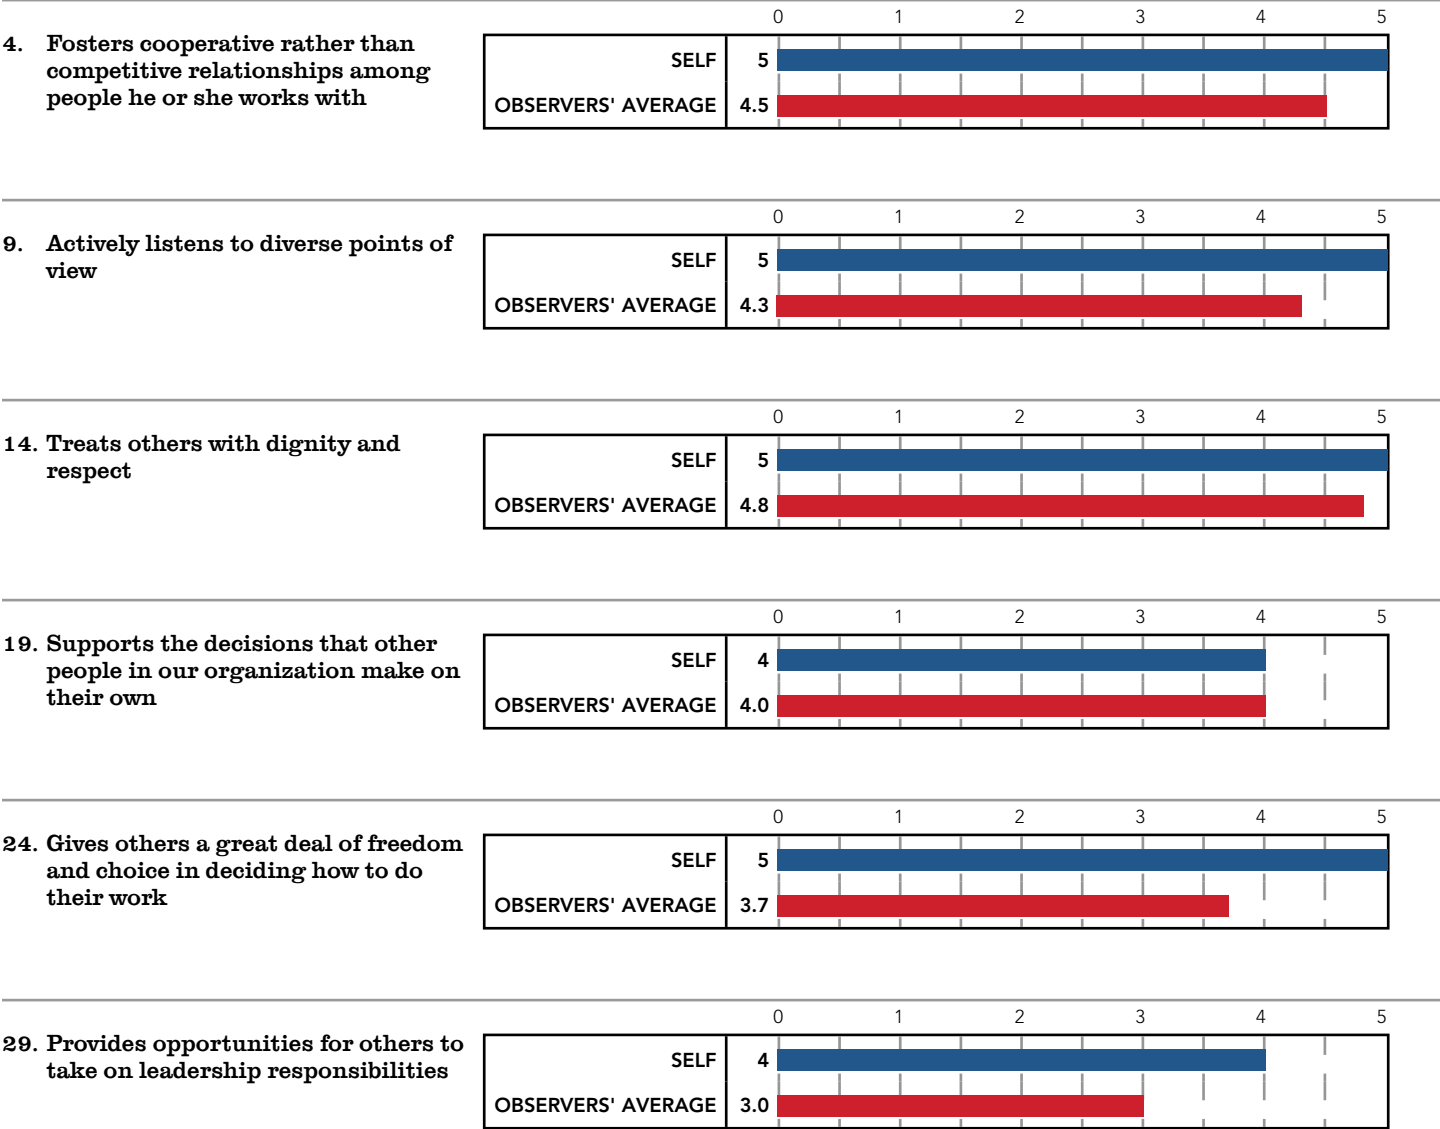 0 1 2 3 4 5
4. Fosters cooperative rather than
competitive relationships among
people he or she works with
SELF 5
OBSERVERS' AVERAGE 4.5
0 1 2 3 4 5
9. Actively listens to diverse points of
view
SELF 5
OBSERVERS' AVERAGE 4.3
0 1 2 3 4 5
14. Treats others with dignity and
respect
SELF 5
OBSERVERS' AVERAGE 4.8
0 1 2 3 4 5
19. Supports the decisions that other
people in our organization make on
their own
SELF 4
OBSERVERS' AVERAGE 4.0
0 1 2 3 4 5
24. Gives others a great deal of freedom
and choice in deciding how to do
their work
SELF 5
OBSERVERS' AVERAGE 3.7
0 1 2 3 4 5
29. Provides opportunities for others to
take on leadership responsibilities
SELF 4
OBSERVERS' AVERAGE 3.0